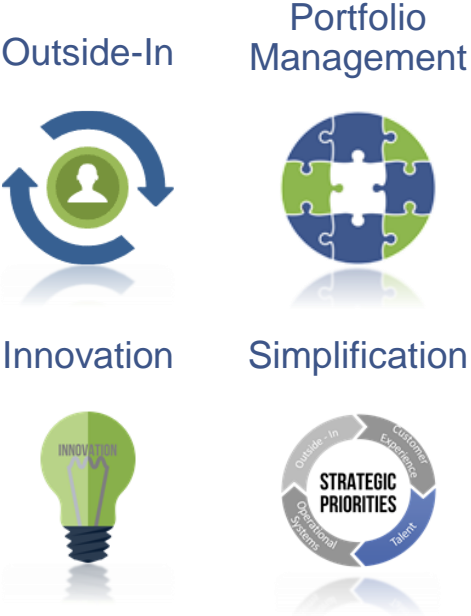 Outside-In
Portfolio
Management
Innovation
Simplification
INNOVATION
Outside - In
Customer
Experience
STRATEGIC
PRIORITIES
Operational
Systems
Talent